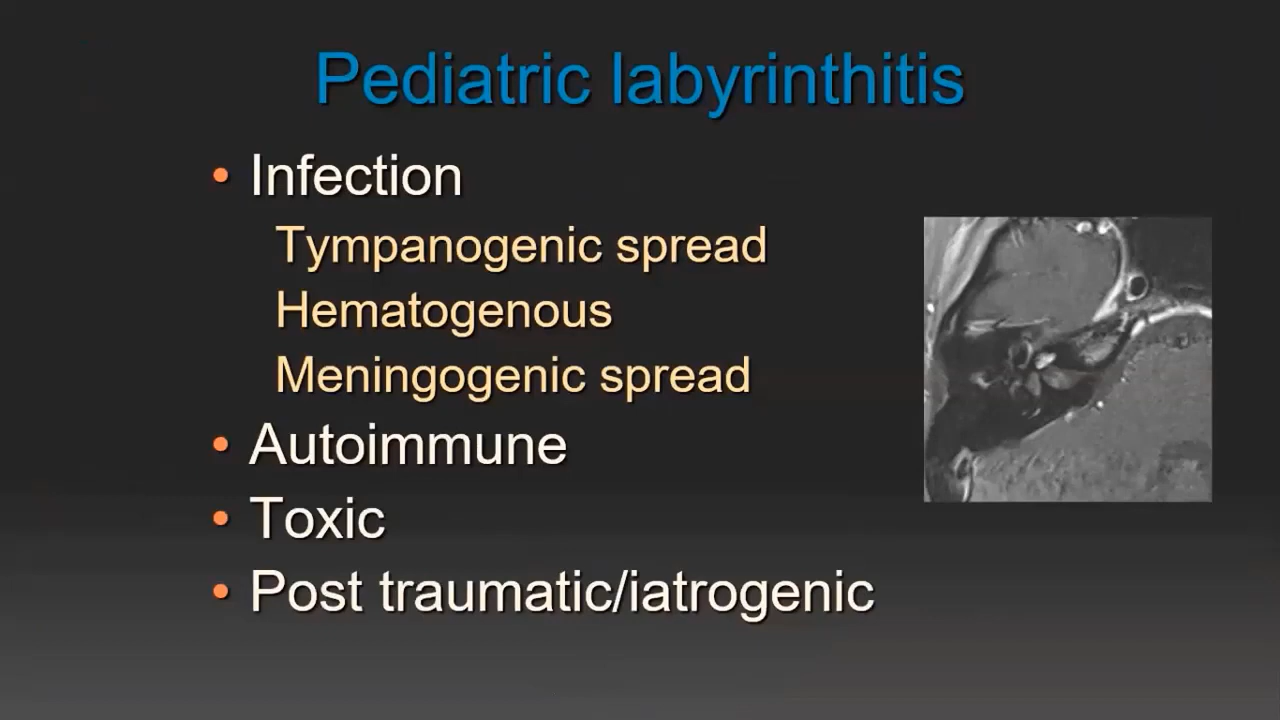 Pediatric labyrinthitis
• Infection
Tympanogenic spread
Hematogenous
Meningogenic spread
• Autoimmune
• Toxic
• Post traumatic/iatrogenic